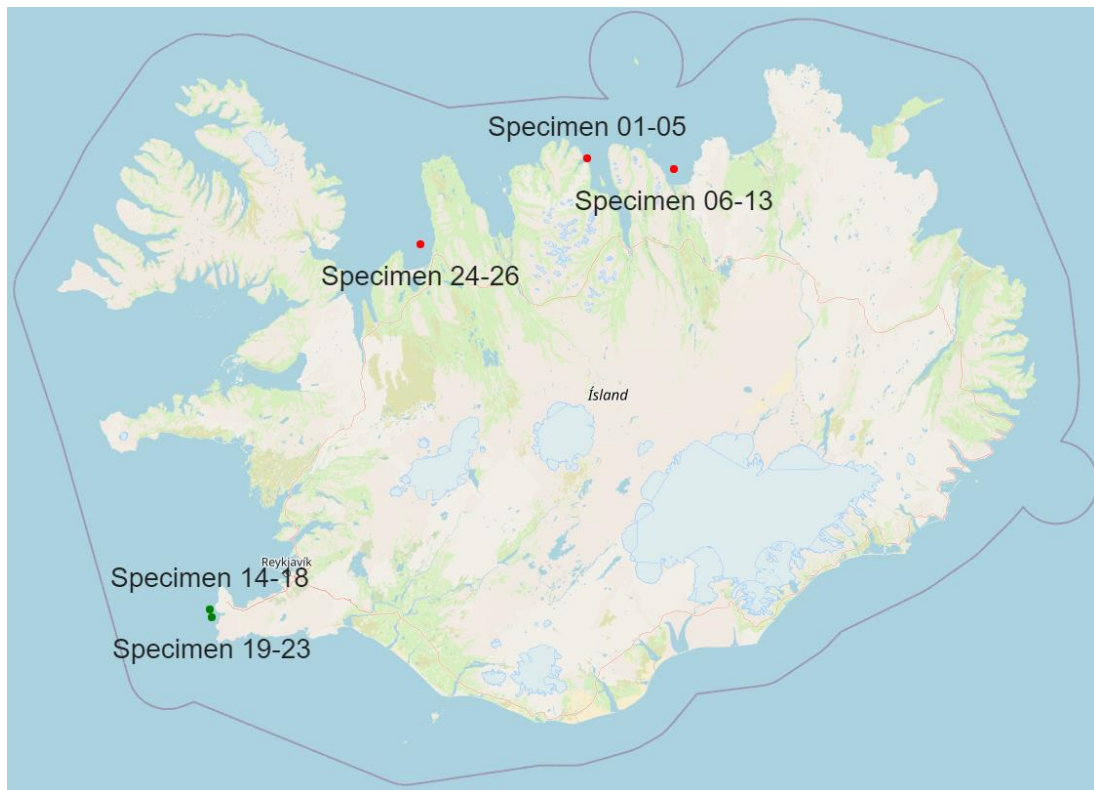 Specimen 01-05
Specimen 06-13
Specimen 24-26
Ísland
Reykjavík
Specimen 14-18
Specimen 19-23